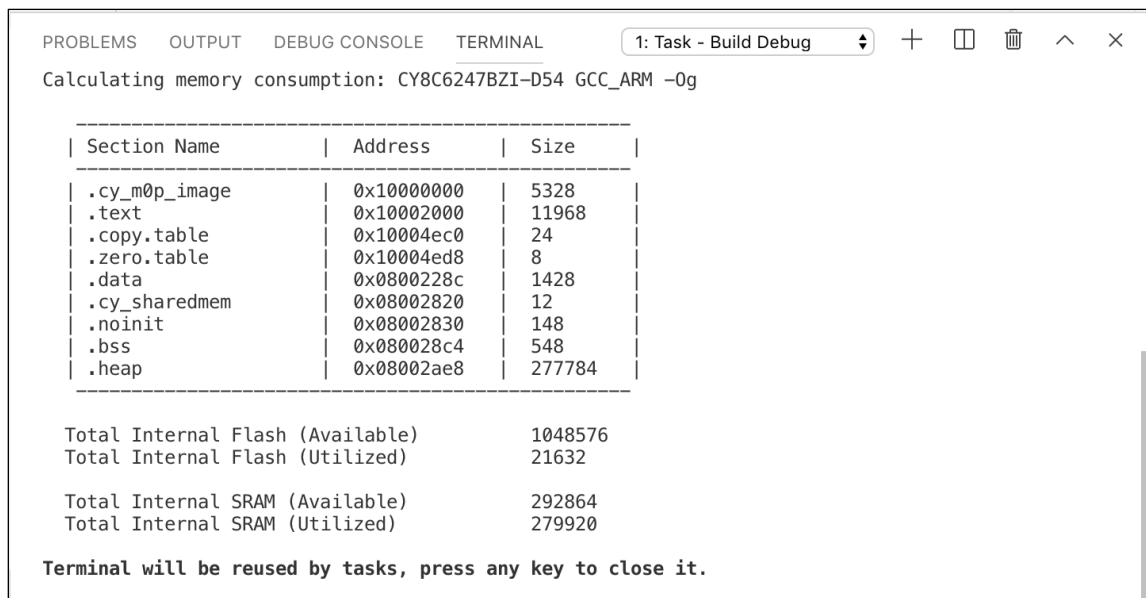 PROBLEMS OUTPUT DEBUG CONSOLE TERMINAL 1: Task - Build Debug
Calculating memory consumption: CY8C6247BZI-D54 GCC_ARM -Og
| Section Name | Address | Size |
| .cy_m0p_image | 0x10000000 | 5328 |
| .text | 0x10002000 | 11968 |
| .copy.table | 0x10004ec0 | 24 |
| .zero.table | 0x10004ed8 | 8 |
| .data | 0x0800228c | 1428 |
| .cy_sharedmem | 0x08002820 | 12 |
| .noinit | 0x08002830 | 148 |
| .bss | 0x080028c4 | 548 |
| .heap | 0x08002ae8 | 277784 |
Total Internal Flash (Available) 1048576
Total Internal Flash (Utilized) 21632
Total Internal SRAM (Available) 292864
Total Internal SRAM (Utilized) 279920
Terminal will be reused by tasks, press any key to close it.